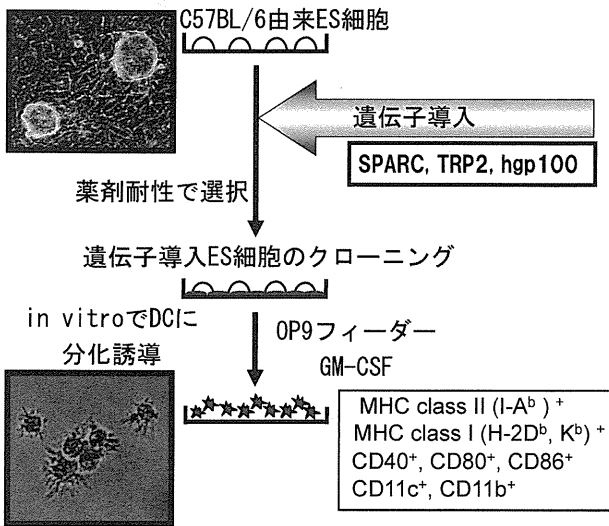 C57BL/6由来ES細胞
遺伝子導入
SPARC, TRP2, hgp100
薬剤耐性で選択
遺伝子導入ES細胞のクローニング
in vitroでDCに
分化誘導
OP9フィーダー
GM-CSF
MHC class II (I-Aᵇ ) ⁺
MHC class I (H-2Dᵇ, Kᵇ) ⁺
CD40⁺, CD80⁺, CD86⁺
CD11c⁺, CD11b⁺